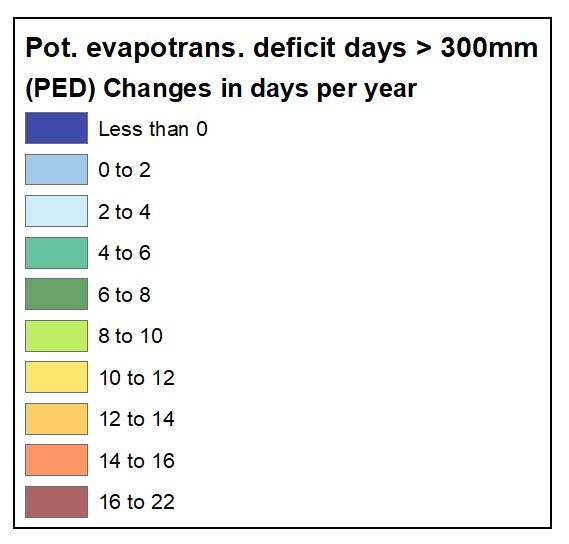 Pot. evapotrans. deficit days > 300mm
(PED) Changes in days per year
Less than 0
0 to 2
2 to 4
4 to 6
6 to 8
8 to 10
10 to 12
12 to 14
14 to 16
16 to 22